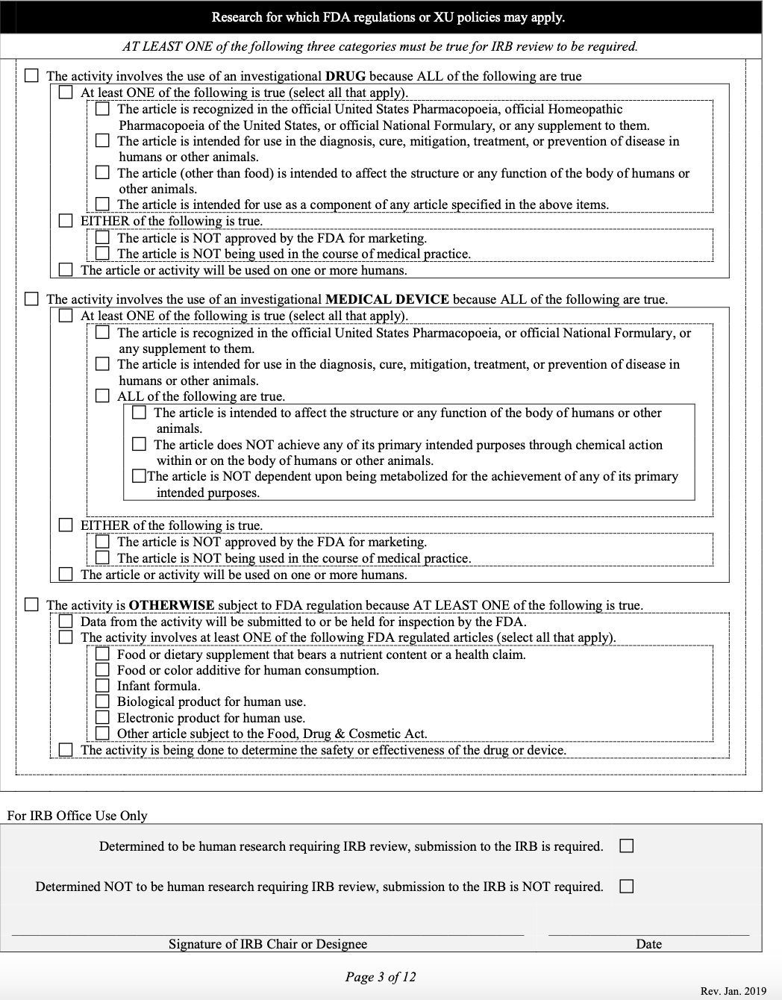 Research for which FDA regulations or XU policies may apply.
AT LEAST ONE of the following three categories must be true for IRB review to be required.
The activity involves the use of an investigational DRUG because ALL of the following are true
At least ONE of the following is true (select all that apply).
The article is recognized in the official United States Pharmacopoeia, official Homeopathic
Pharmacopoeia of the United States, or official National Formulary, or any supplement to them.
The article is intended for use in the diagnosis, cure, mitigation, treatment, or prevention of disease in
humans or other animals.
The article (other than food) is intended to affect the structure or any function of the body of humans or
other animals.
The article is intended for use as a component of any article specified in the above items.
EITHER of the following is true.
The article is NOT approved by the FDA for marketing.
The article is NOT being used in the course of medical practice.
The article or activity will be used on one or more humans.
The activity involves the use of an investigational MEDICAL DEVICE because ALL of the following are true.
At least ONE of the following is true (select all that apply).
The article is recognized in the official United States Pharmacopoeia, or official National Formulary, or
any supplement to them.
The article is intended for use in the diagnosis, cure, mitigation, treatment, or prevention of disease in
humans or other animals.
ALL of the following are true.
The article is intended to affect the structure or any function of the body of humans or other
animals.
The article does NOT achieve any of its primary intended purposes through chemical action
within or on the body of humans or other animals.
The article is NOT dependent upon being metabolized for the achievement of any of its primary
intended purposes.
EITHER of the following is true.
The article is NOT approved by the FDA for marketing.
The article is NOT being used in the course of medical practice.
The article or activity will be used on one or more humans.
The activity is OTHERWISE subject to FDA regulation because AT LEAST ONE of the following is true.
Data from the activity will be submitted to or be held for inspection by the FDA.
The activity involves at least ONE of the following FDA regulated articles (select all that apply).
Food or dietary supplement that bears a nutrient content or a health claim.
Food or color additive for human consumption.
Infant formula.
Biological product for human use.
Electronic product for human use.
Other article subject to the Food, Drug & Cosmetic Act.
The activity is being done to determine the safety or effectiveness of the drug or device.
For IRB Office Use Only
Determined to be human research requiring IRB review, submission to the IRB is required.
Determined NOT to be human research requiring IRB review, submission to the IRB is NOT required.
Signature of IRB Chair or Designee Date
Page 3 of 12
Rev. Jan. 2019